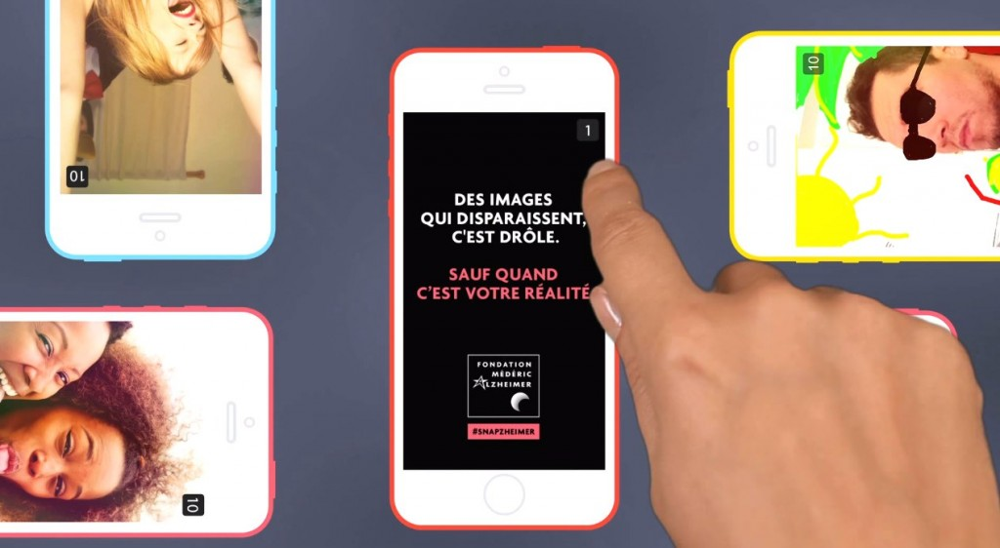 10
1
10
DES IMAGES
QUI DISPARAISSENT,
C'EST DRÔLE.
SAUF QUAND
C'EST VOTRE RÉALITÉ
FONDATION
MÉDÉRIC
ALZHEIMER
#SNAPZHEIMER
10